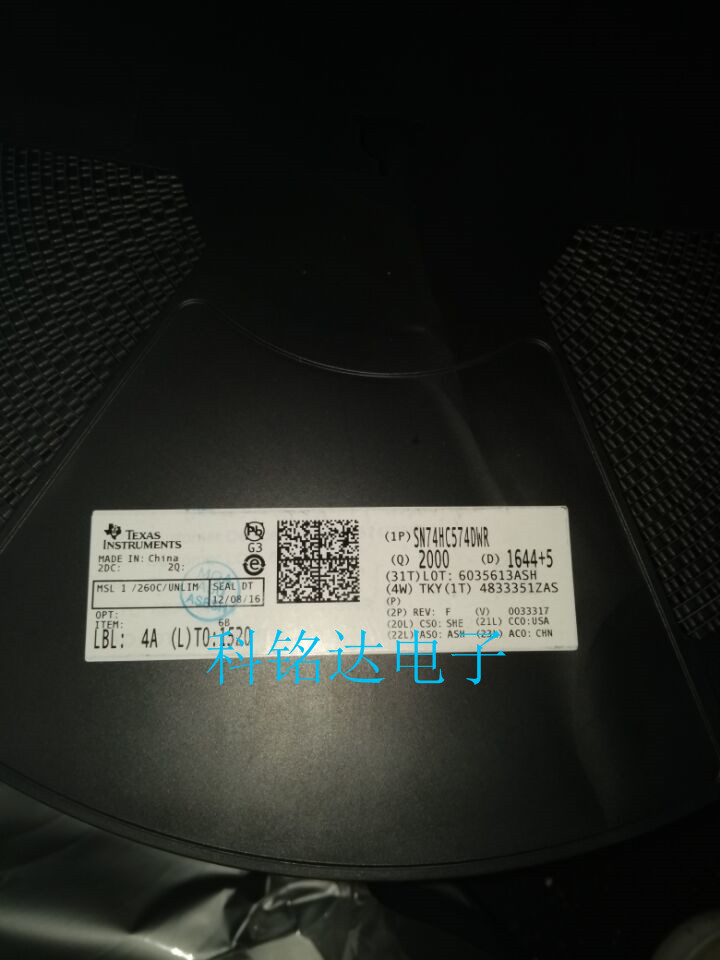 TEXAS
INSTRUMENTS
MADE IN: China
2DC: 2Q:
Pb
G3
e
MSL 1 /260C/UNLIM SEAL DT
12/08/16
OPT:
ITEM: 6B
LBL: 4A (L)TO:1520
(1P) SN74HC574DWR
(Q) 2000 (D) 1644+5
(31T)LOT: 6035613ASH
(4W) TKY(1T) 4833351ZAS
(P)
(2P) REV: F (V) 0033317
(20L) CSO: SHE (21L) CCO:USA
(22L) ASO: ASH (23L) ACO: CHN
科铭达电子